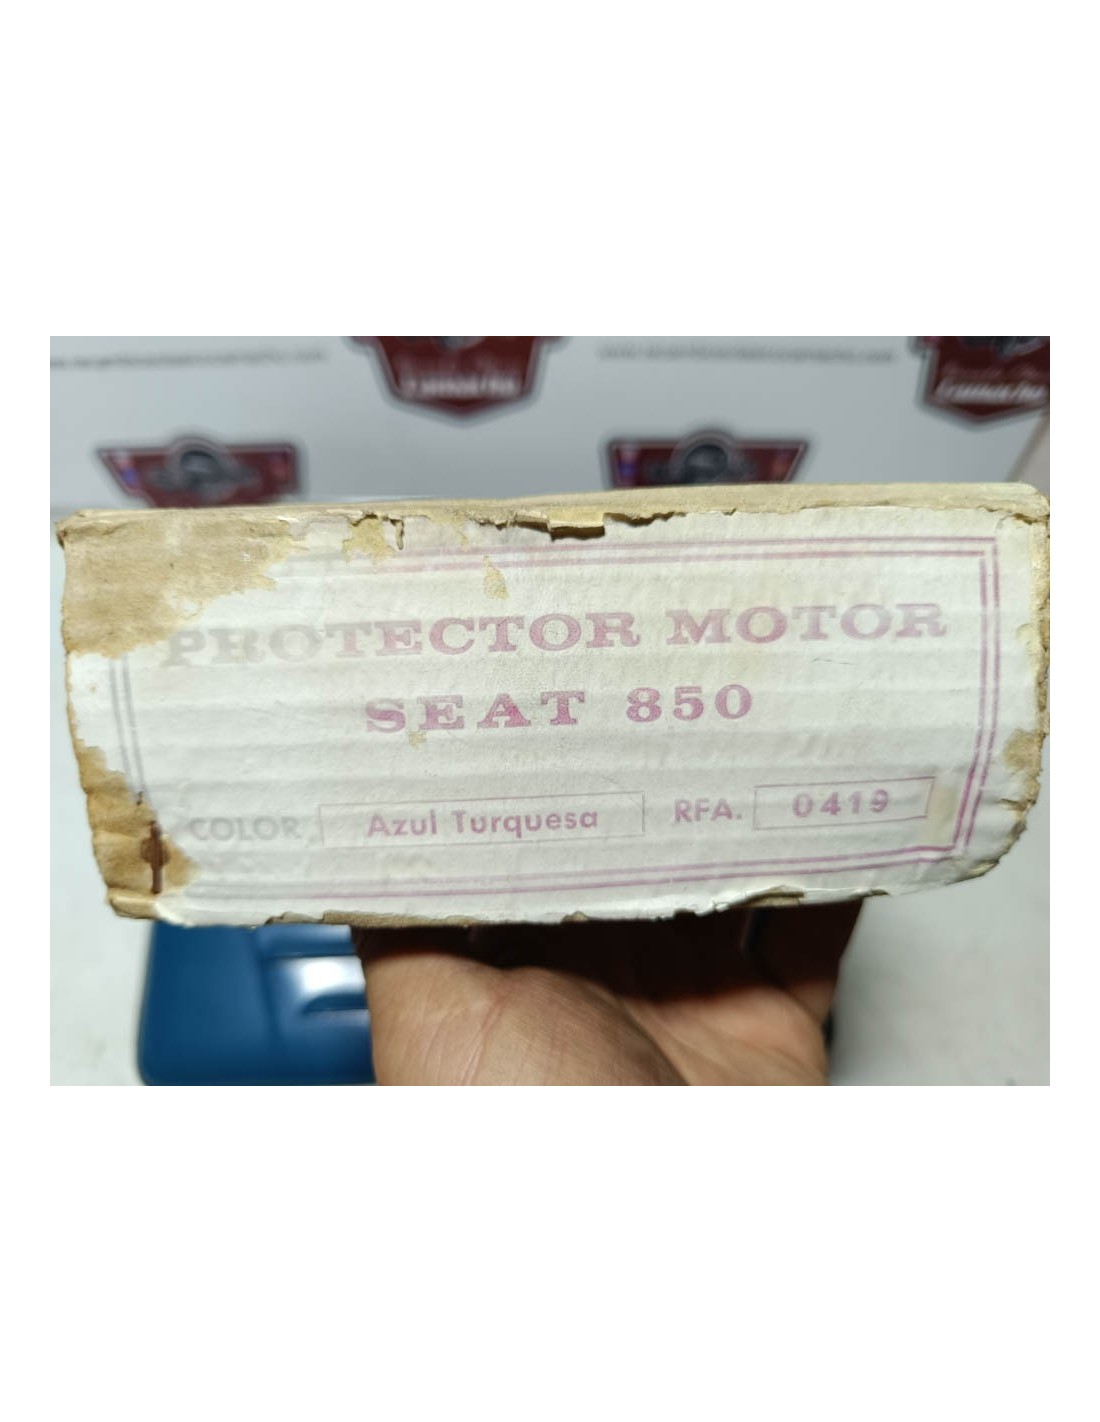 PROTECTOR MOTOR
SEAT 850
COLOR Azul Turquesa RFA. 0419